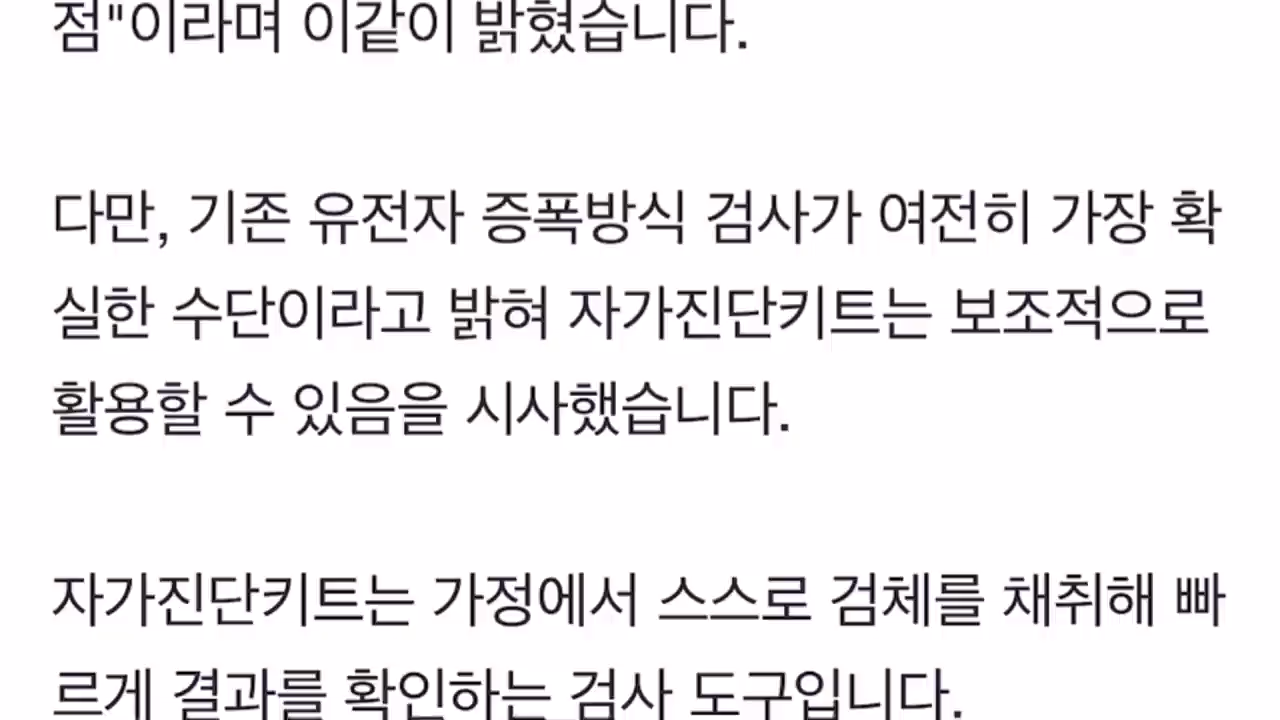 점"이라며 이같이 밝혔습니다.
다만, 기존 유전자 증폭방식 검사가 여전히 가장 확
실한 수단이라고 밝혀 자가진단키트는 보조적으로
활용할 수 있음을 시사했습니다.
자가진단키트는 가정에서 스스로 검체를 채취해 빠
르게 결과를 확인하는 검사 도구입니다.